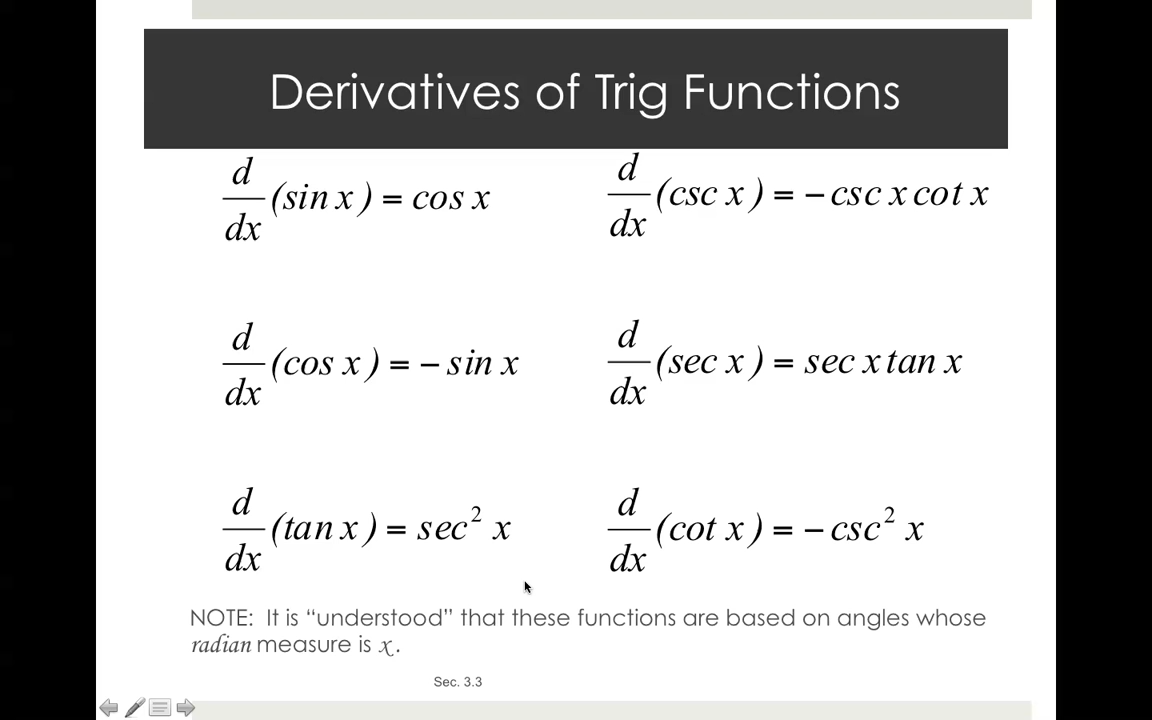 Derivatives of Trig Functions
d/dx (sin x) = cos x
d/dx (csc x) = − csc x cot x
d/dx (cos x) = − sin x
d/dx (sec x) = sec x tan x
d/dx (tan x) = sec² x
d/dx (cot x) = − csc² x
NOTE: It is “understood” that these functions are based on angles whose
radian measure is x.
Sec. 3.3